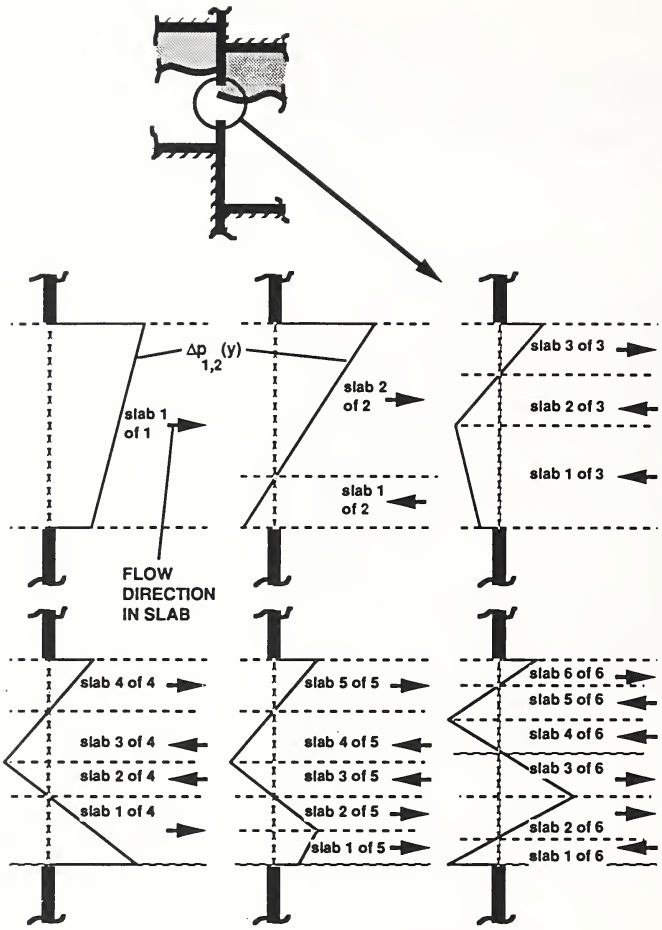 Δp1,2(y)
slab 1
of 1
slab 2
of 2
slab 1
of 2
slab 3 of 3
slab 2 of 3
slab 1 of 3
FLOW
DIRECTION
IN SLAB
slab 4 of 4
slab 3 of 4
slab 2 of 4
slab 1 of 4
slab 5 of 5
slab 4 of 5
slab 3 of 5
slab 2 of 5
slab 1 of 5
slab 6 of 6
slab 5 of 6
slab 4 of 6
slab 3 of 6
slab 2 of 6
slab 1 of 6